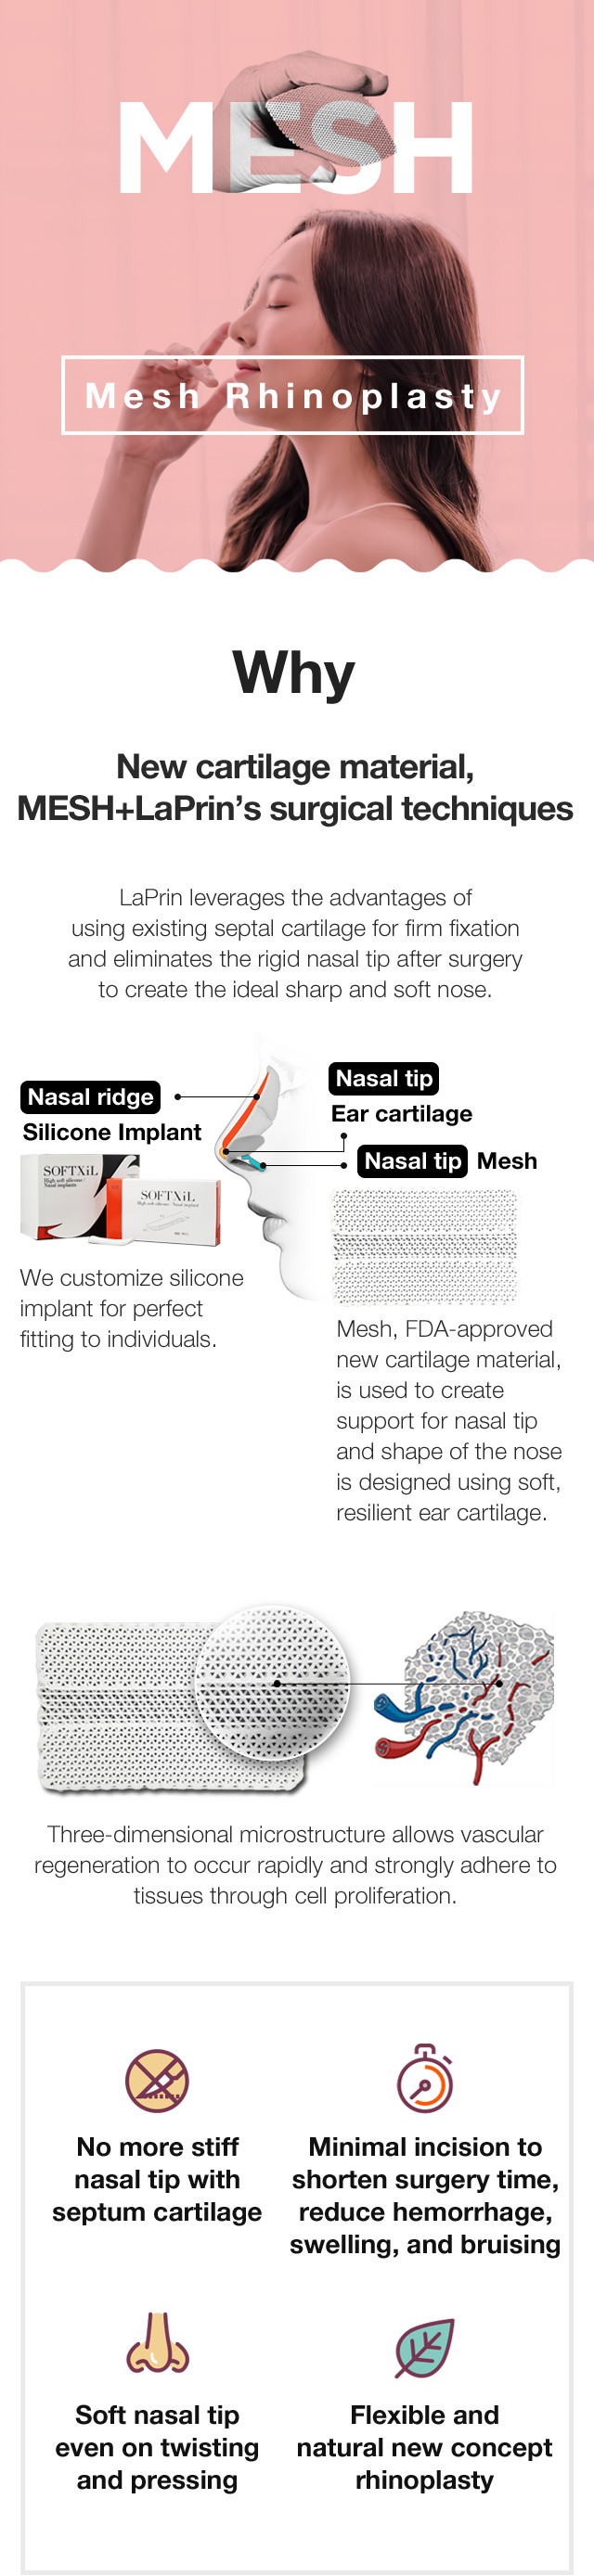 MESH
Mesh Rhinoplasty
Why
New cartilage material,
MESH+LaPrin's surgical techniques
LaPrin leverages the advantages of
using existing septal cartilage for firm fixation
and eliminates the rigid nasal tip after surgery
to create the ideal sharp and soft nose.
Nasal ridge
Silicone Implant
SOFTXiL
High soft silicone /
Nasal implants
SOFTXiL
We customize silicone
implant for perfect
fitting to individuals.
Nasal tip
Ear cartilage
Nasal tip Mesh
Mesh, FDA-approved
new cartilage material,
is used to create
support for nasal tip
and shape of the nose
is designed using soft,
resilient ear cartilage.
Three-dimensional microstructure allows vascular
regeneration to occur rapidly and strongly adhere to
tissues through cell proliferation.
No more stiff
nasal tip with
septum cartilage
Minimal incision to
shorten surgery time,
reduce hemorrhage,
swelling, and bruising
Soft nasal tip
even on twisting
and pressing
Flexible and
natural new concept
rhinoplasty